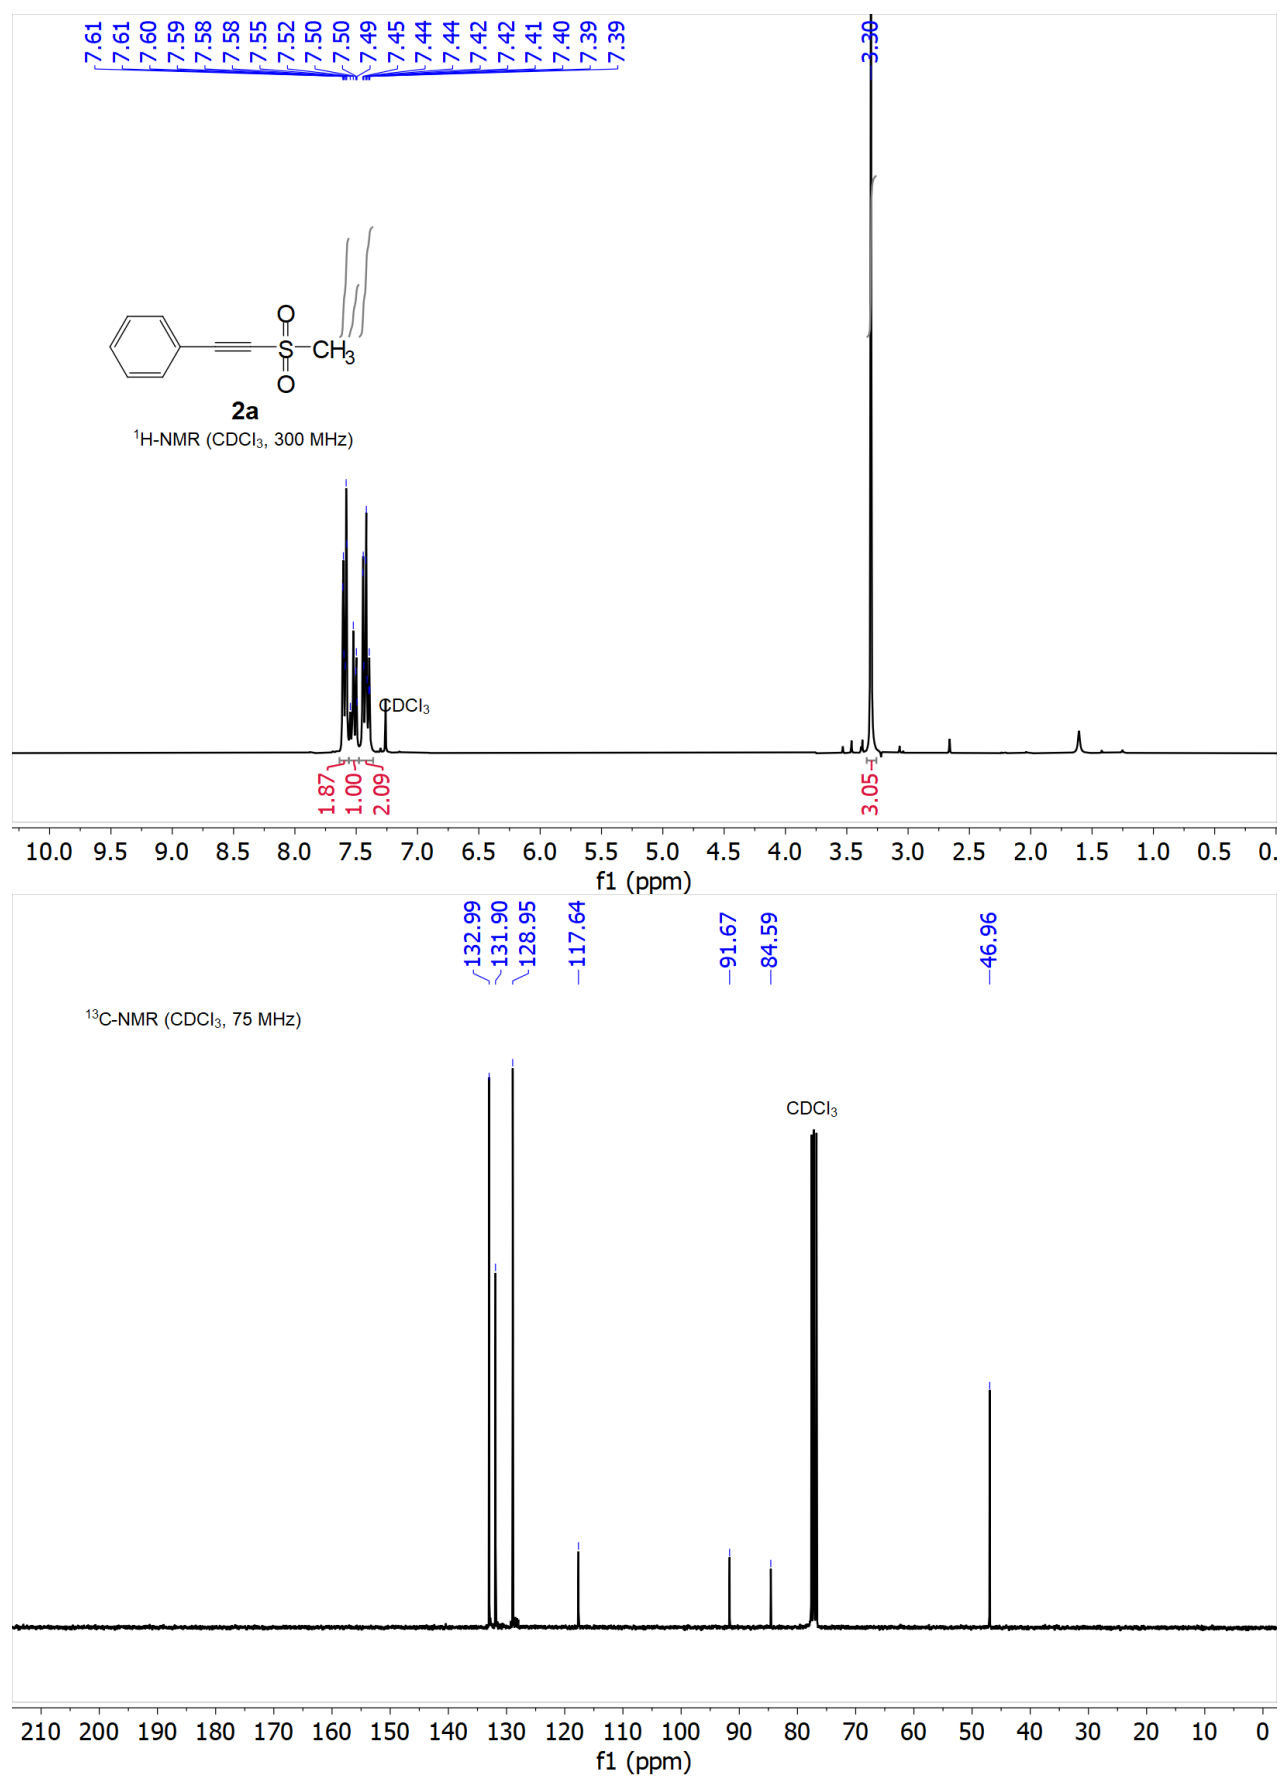 7.61 7.61 7.60 7.59 7.58 7.58 7.55 7.52 7.50 7.50 7.49 7.45 7.44 7.44 7.42 7.42 7.41 7.40 7.39 7.39 3.30
O
S CH₃
O
2a
¹H-NMR (CDCl₃, 300 MHz)
CDCl₃
1.87 1.00 2.09 3.05
10.0 9.5 9.0 8.5 8.0 7.5 7.0 6.5 6.0 5.5 5.0 4.5 4.0 3.5 3.0 2.5 2.0 1.5 1.0 0.5 0.
f1 (ppm)
132.99 131.90 128.95 117.64 91.67 84.59 46.96
¹³C-NMR (CDCl₃, 75 MHz)
CDCl₃
210 200 190 180 170 160 150 140 130 120 110 100 90 80 70 60 50 40 30 20 10 0
f1 (ppm)